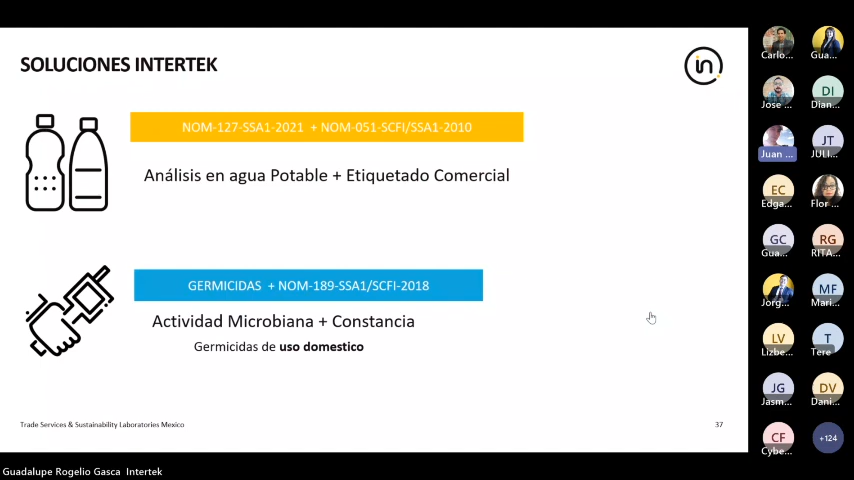 SOLUCIONES INTERTEK
in
NOM-127-SSA1-2021 + NOM-051-SCFI/SSA1-2010
Análisis en agua Potable + Etiquetado Comercial
GERMICIDAS + NOM-189-SSA1/SCFI-2018
Actividad Microbiana + Constancia
Germicidas de uso domestico
Trade Services & Sustainability Laboratories Mexico
37
Guadalupe Rogelio Gasca Intertek
Carlo...
Gua...
Jose ...
DI
Dian...
Juan ...
JT
JULI...
EC
Edga...
Flor ...
GC
Gua...
RG
RITA...
Jorg...
MF
Mari...
LV
Lizbe...
T
Tere
JG
Jasm...
DV
Dani...
CF
Cybe...
+124